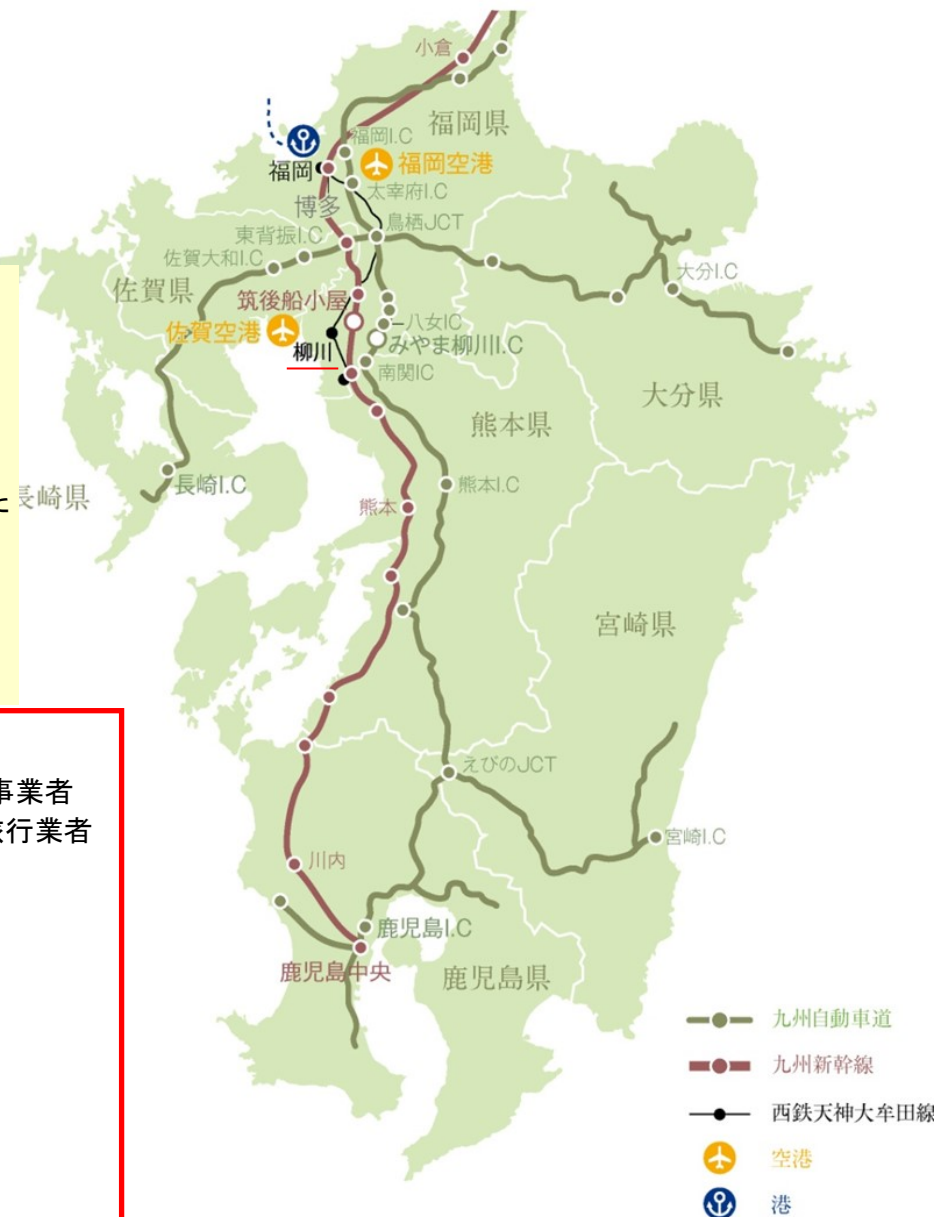 小倉
福岡県
福岡I.C
福岡
福岡空港
太宰府I.C
博多
鳥栖JCT
東背振I.C
佐賀大和I.C
大分I.C
佐賀県
筑後船小屋
八女IC
佐賀空港
みやま柳川I.C
柳川
南関IC
大分県
熊本県
長崎I.C
熊本I.C
長崎県
熊本
宮崎県
えびのJCT
事業者
旅行業者
宮崎I.C
川内
鹿児島I.C
鹿児島中央
鹿児島県
九州自動車道
九州新幹線
西鉄天神大牟田線
空港
港